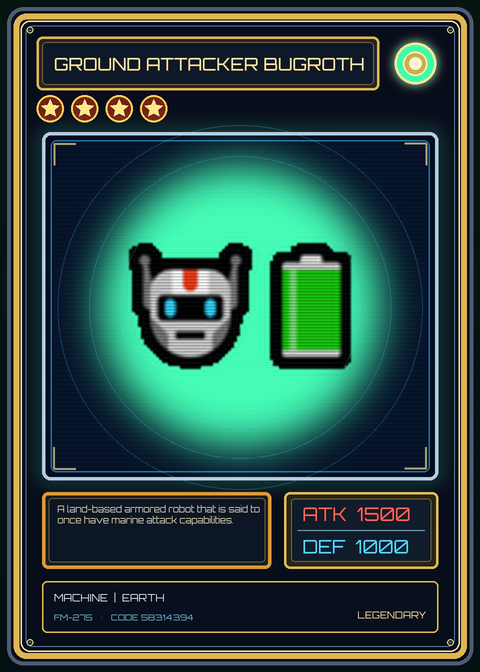 GROUND ATTACKER BUGROTH
A land-based armored robot that is said to
once have marine attack capabilities.
ATK 1500
DEF 1000
MACHINE | EARTH
FM-275 · CODE 58314394
LEGENDARY